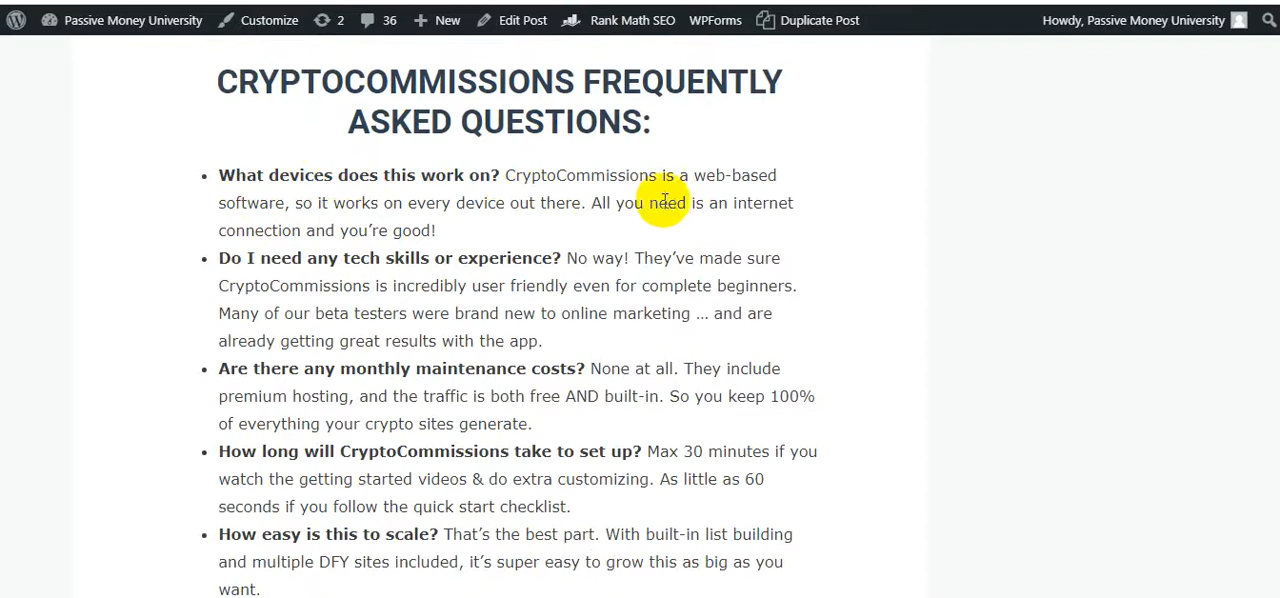 Passive Money University Customize 2 36 New Edit Post Rank Math SEO WPForms Duplicate Post Howdy, Passive Money University
CRYPTOCOMMISSIONS FREQUENTLY
ASKED QUESTIONS:
• What devices does this work on? CryptoCommissions is a web-based
software, so it works on every device out there. All you need is an internet
connection and you’re good!
• Do I need any tech skills or experience? No way! They’ve made sure
CryptoCommissions is incredibly user friendly even for complete beginners.
Many of our beta testers were brand new to online marketing … and are
already getting great results with the app.
• Are there any monthly maintenance costs? None at all. They include
premium hosting, and the traffic is both free AND built-in. So you keep 100%
of everything your crypto sites generate.
• How long will CryptoCommissions take to set up? Max 30 minutes if you
watch the getting started videos & do extra customizing. As little as 60
seconds if you follow the quick start checklist.
• How easy is this to scale? That’s the best part. With built-in list building
and multiple DFY sites included, it’s super easy to grow this as big as you
want.